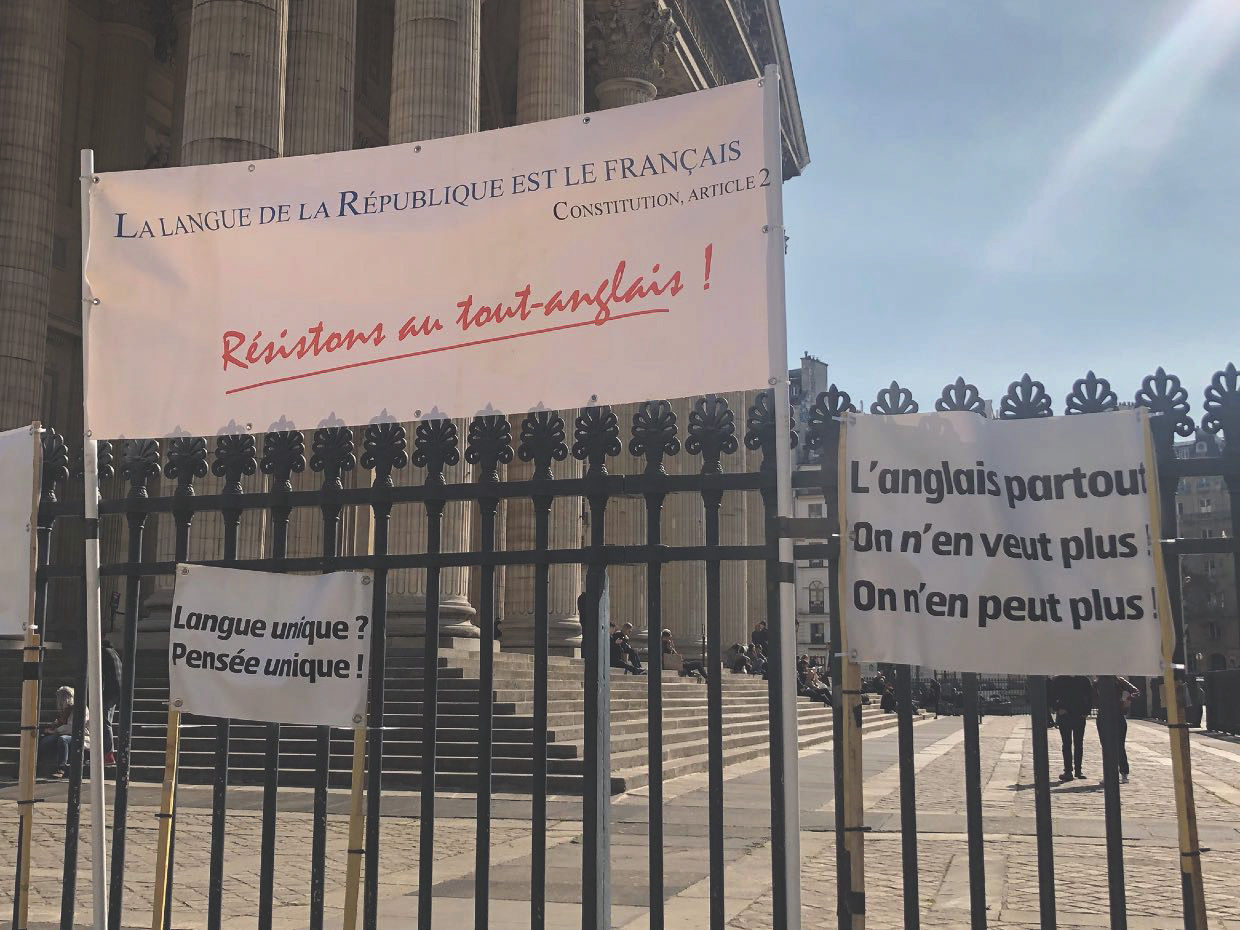 La langue de la République est le français
Constitution, article 2
Résistons au tout-anglais !
Langue unique ?
Pensée unique !
L'anglais partout
On n'en veut plus !
On n'en peut plus !